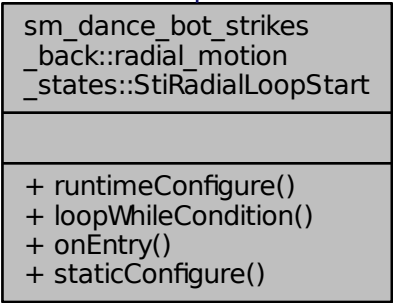 sm_dance_bot_strikes
_back::radial_motion
_states::StiRadialLoopStart
+ runtimeConfigure()
+ loopWhileCondition()
+ onEntry()
+ staticConfigure()